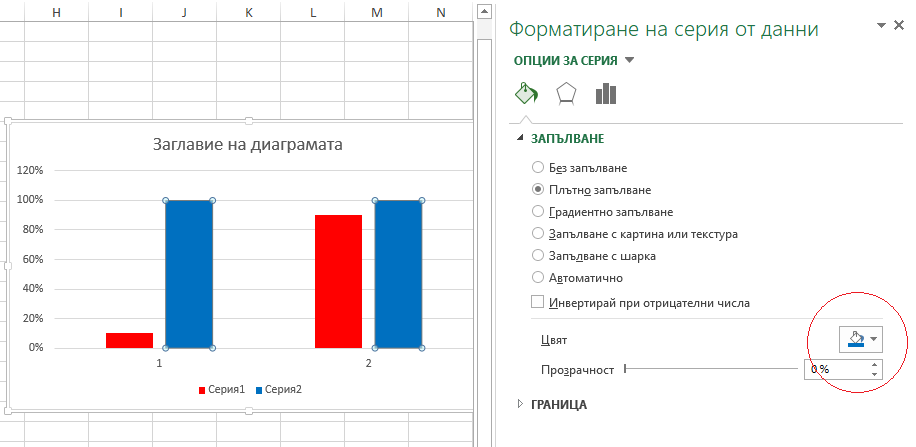 H I J K L M N
Заглавие на диаграмата
120%
100%
80%
60%
40%
20%
0%
1 2
Серия1 Серия2
Форматиране на серия от данни
ОПЦИИ ЗА СЕРИЯ
ЗАПЪЛВАНЕ
Без запълване
Плътно запълване
Градиентно запълване
Запълване с картина или текстура
Запълване с шарка
Автоматично
Инвертирай при отрицателни числа
Цвят
Прозрачност 0 %
ГРАНИЦА